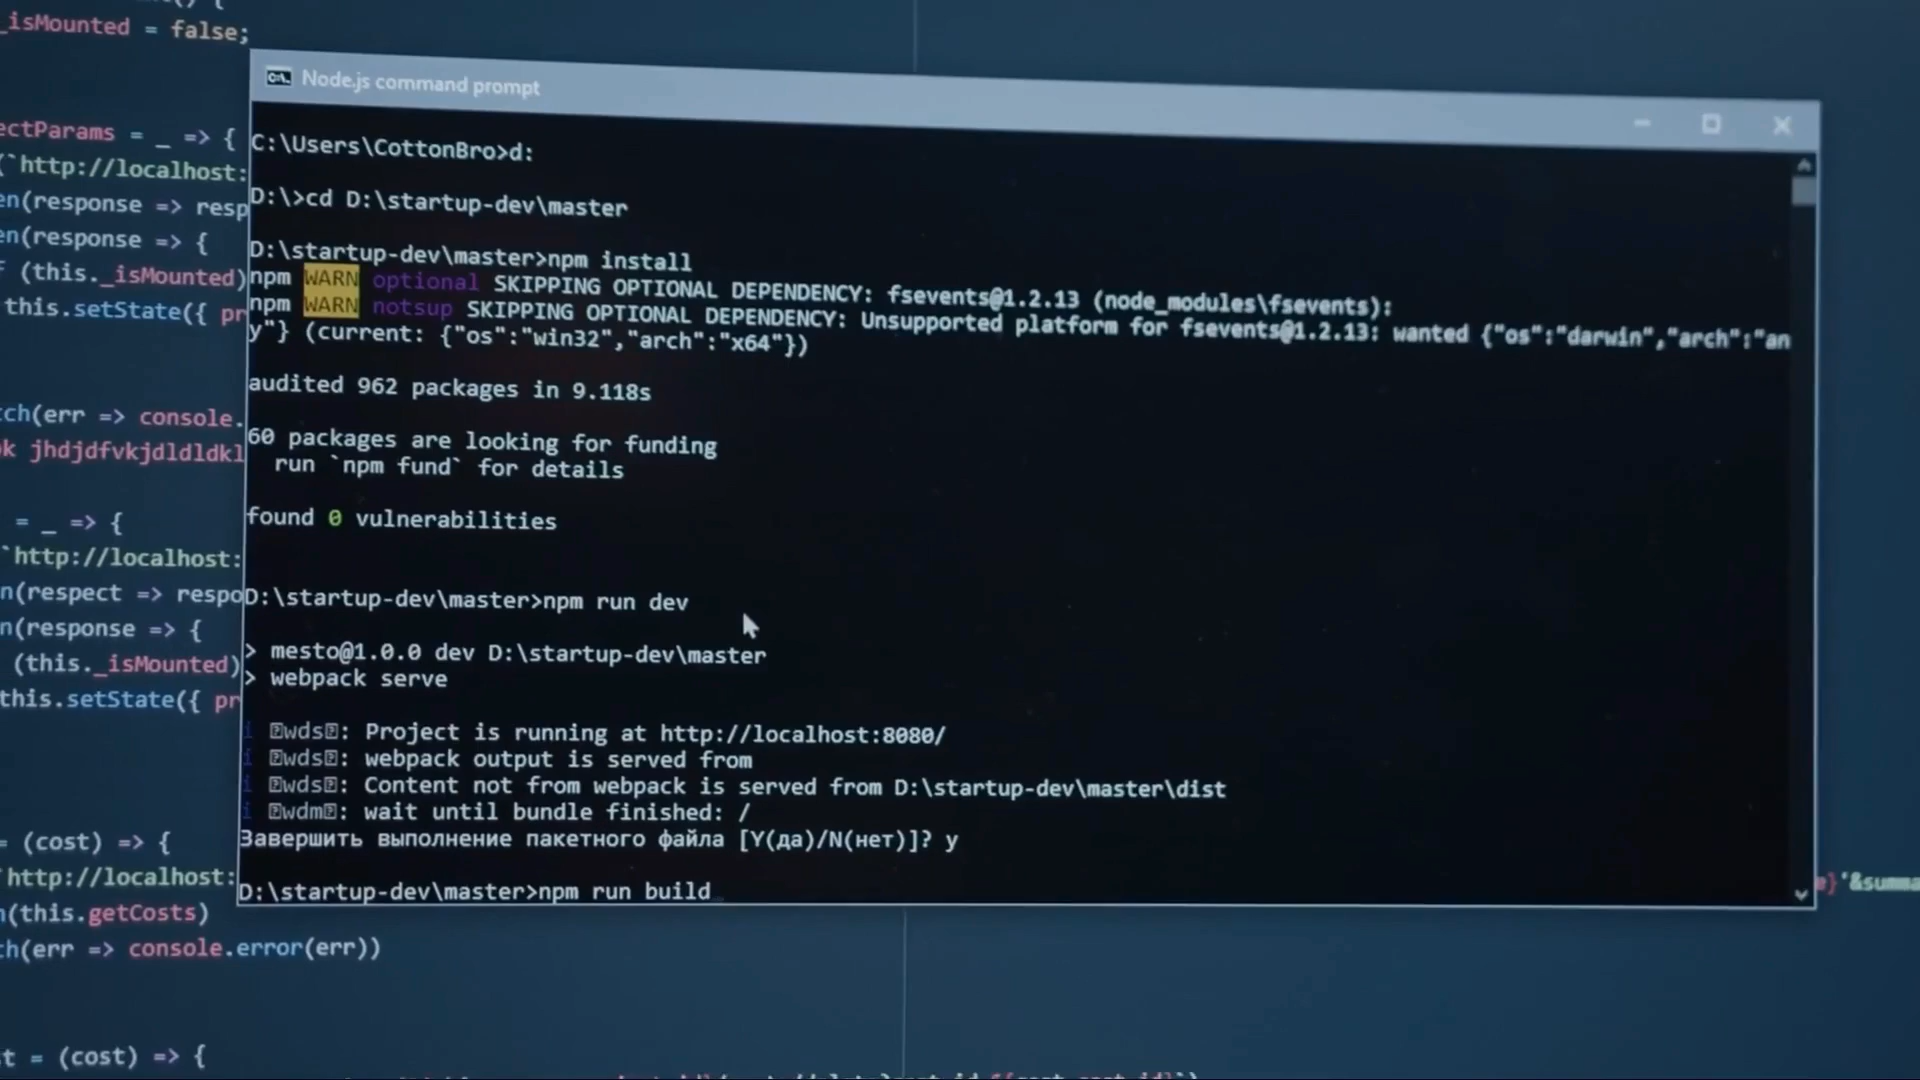 _isMounted = false;
Node.js command prompt
ectParams = _ => {
(`http://localhost:
en(response => resp
en(response => {
(this._isMounted)
this.setState({ pr
tch(err => console.
k jhdjdfvkjdldldkl
= _ => {
`http://localhost:
n(respect => respo
n(response => {
(this._isMounted)
this.setState({ pr
= (cost) => {
`http://localhost:
n(this.getCosts)
ch(err => console.error(err))
t = (cost) => {
C:\Users\CottonBro>d:
D:\>cd D:\startup-dev\master
D:\startup-dev\master>npm install
npm WARN optional SKIPPING OPTIONAL DEPENDENCY: fsevents@1.2.13 (node_modules\fsevents):
npm WARN notsup SKIPPING OPTIONAL DEPENDENCY: Unsupported platform for fsevents@1.2.13: wanted {"os":"darwin","arch":"an
y"} (current: {"os":"win32","arch":"x64"})
audited 962 packages in 9.118s
60 packages are looking for funding
run `npm fund` for details
found 0 vulnerabilities
D:\startup-dev\master>npm run dev
> mesto@1.0.0 dev D:\startup-dev\master
> webpack serve
i ｢wds｣: Project is running at http://localhost:8080/
i ｢wds｣: webpack output is served from
i ｢wds｣: Content not from webpack is served from D:\startup-dev\master\dist
i ｢wdm｣: wait until bundle finished: /
Завершить выполнение пакетного файла [Y(да)/N(нет)]? y
D:\startup-dev\master>npm run build
}'&summa